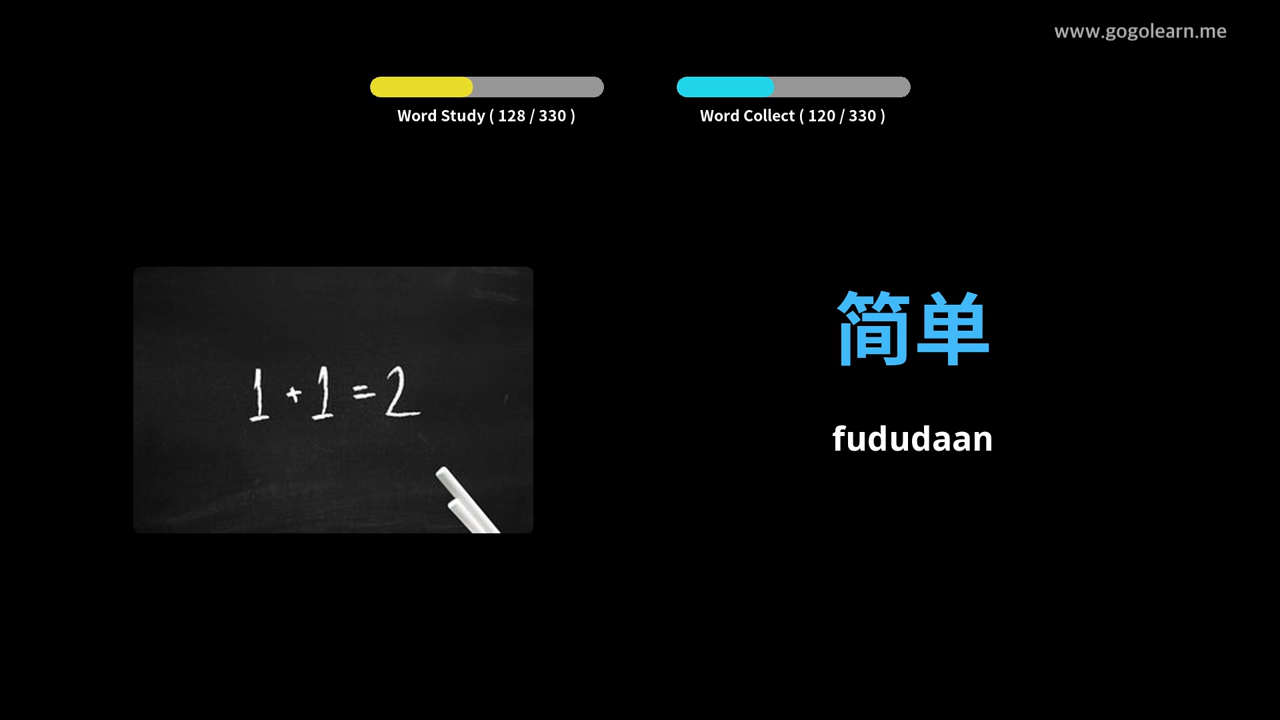 www.gogolearn.me
Word Study ( 128 / 330 )
Word Collect ( 120 / 330 )
1 + 1 = 2
简单
fududaan